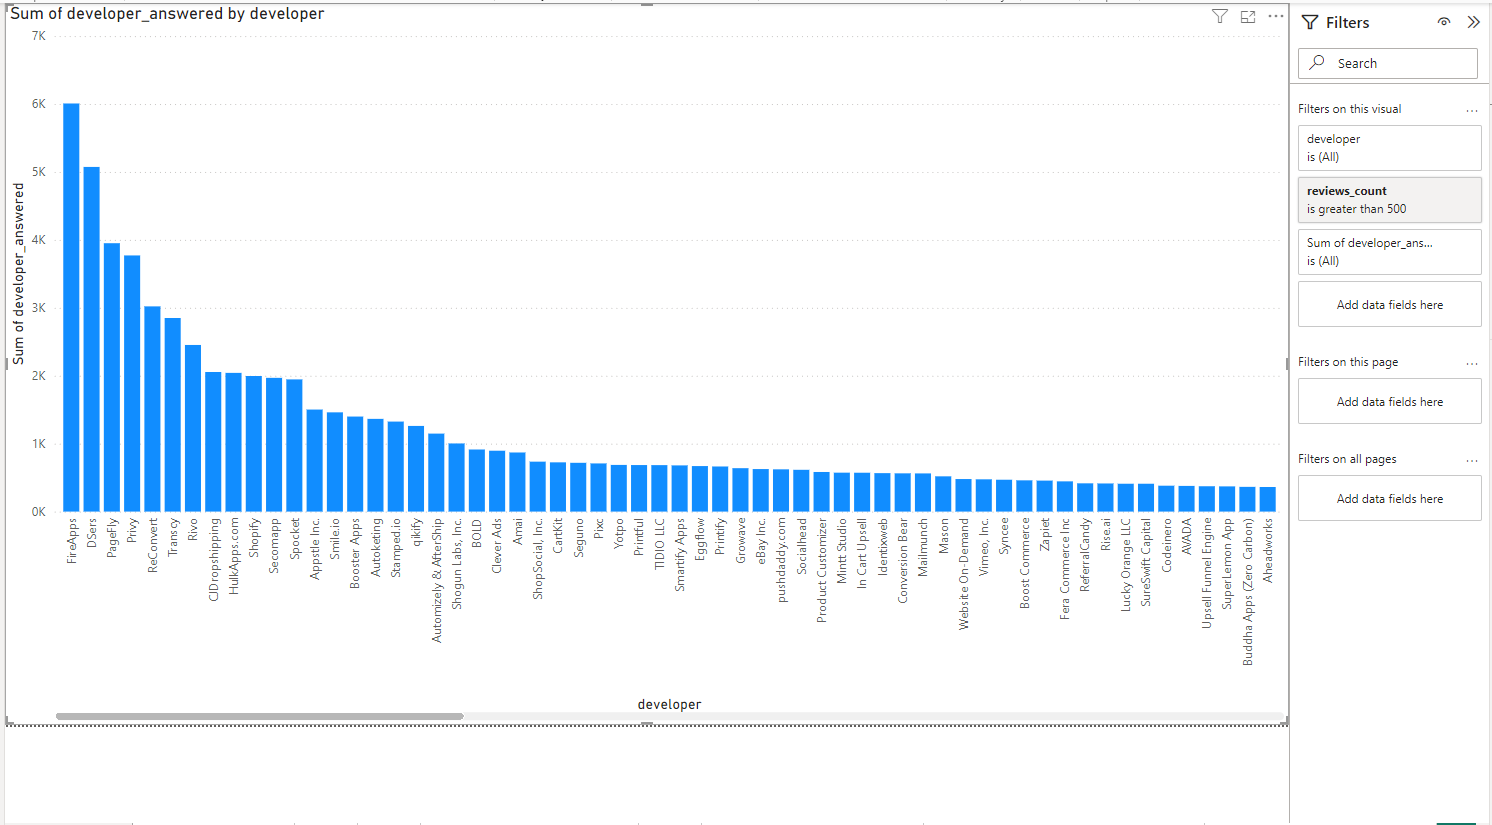 Sum of developer_answered by developer
Sum of developer_answered
7K
6K
5K
4K
3K
2K
1K
0K
FireApps
DSers
PageFly
Privy
ReConvert
Transcy
Rivo
CJDropshipping
HulkApps.com
Shopify
Secomapp
Spocket
Appstle Inc.
Smile.io
Booster Apps
Autoketing
Stamped.io
qikify
Automizely & AfterShip
Shogun Labs, Inc.
BOLD
Clever Ads
Amai
ShopSocial, Inc.
CartKit
Seguno
Pixc
Yotpo
Printful
TIDIO LLC
Smartify Apps
Eggflow
Printify
Growave
eBay Inc.
pushdaddy.com
Socialhead
Product Customizer
Mintt Studio
In Cart Upsell
Identixweb
Conversion Bear
Mailmunch
Mason
Website On-Demand
Vimeo, Inc.
Syncee
Boost Commerce
Zapiet
Fera Commerce Inc
ReferralCandy
Rise.ai
Lucky Orange LLC
SureSwift Capital
Codeinero
AVADA
Upsell Funnel Engine
SuperLemon App
Buddha Apps (Zero Carbon)
Aheadworks
developer
Filters
Search
Filters on this visual
developer
is (All)
reviews_count
is greater than 500
Sum of developer_ans...
is (All)
Add data fields here
Filters on this page
Add data fields here
Filters on all pages
Add data fields here